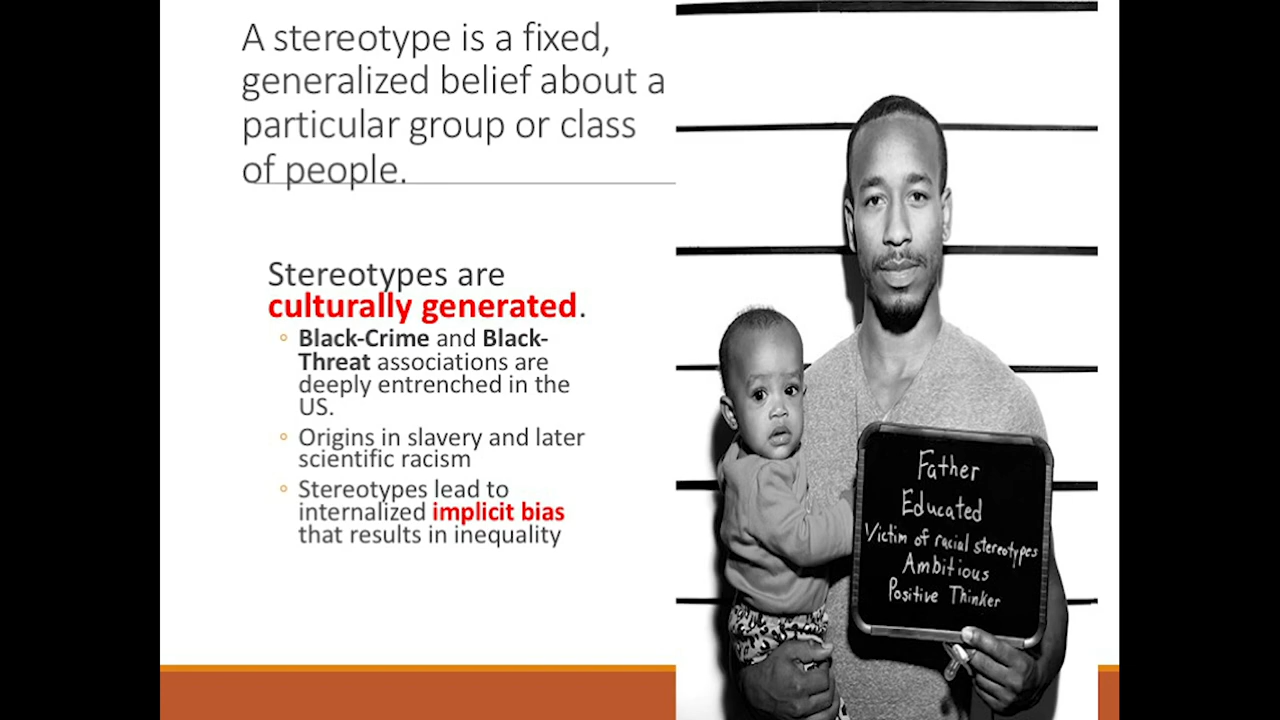 A stereotype is a fixed,
generalized belief about a
particular group or class
of people.
Stereotypes are
culturally generated.
◦ Black-Crime and Black-
Threat associations are
deeply entrenched in the
US.
◦ Origins in slavery and later
scientific racism
◦ Stereotypes lead to
internalized implicit bias
that results in inequality
Father
Educated
Victim of racial stereotypes
Ambitious
Positive Thinker